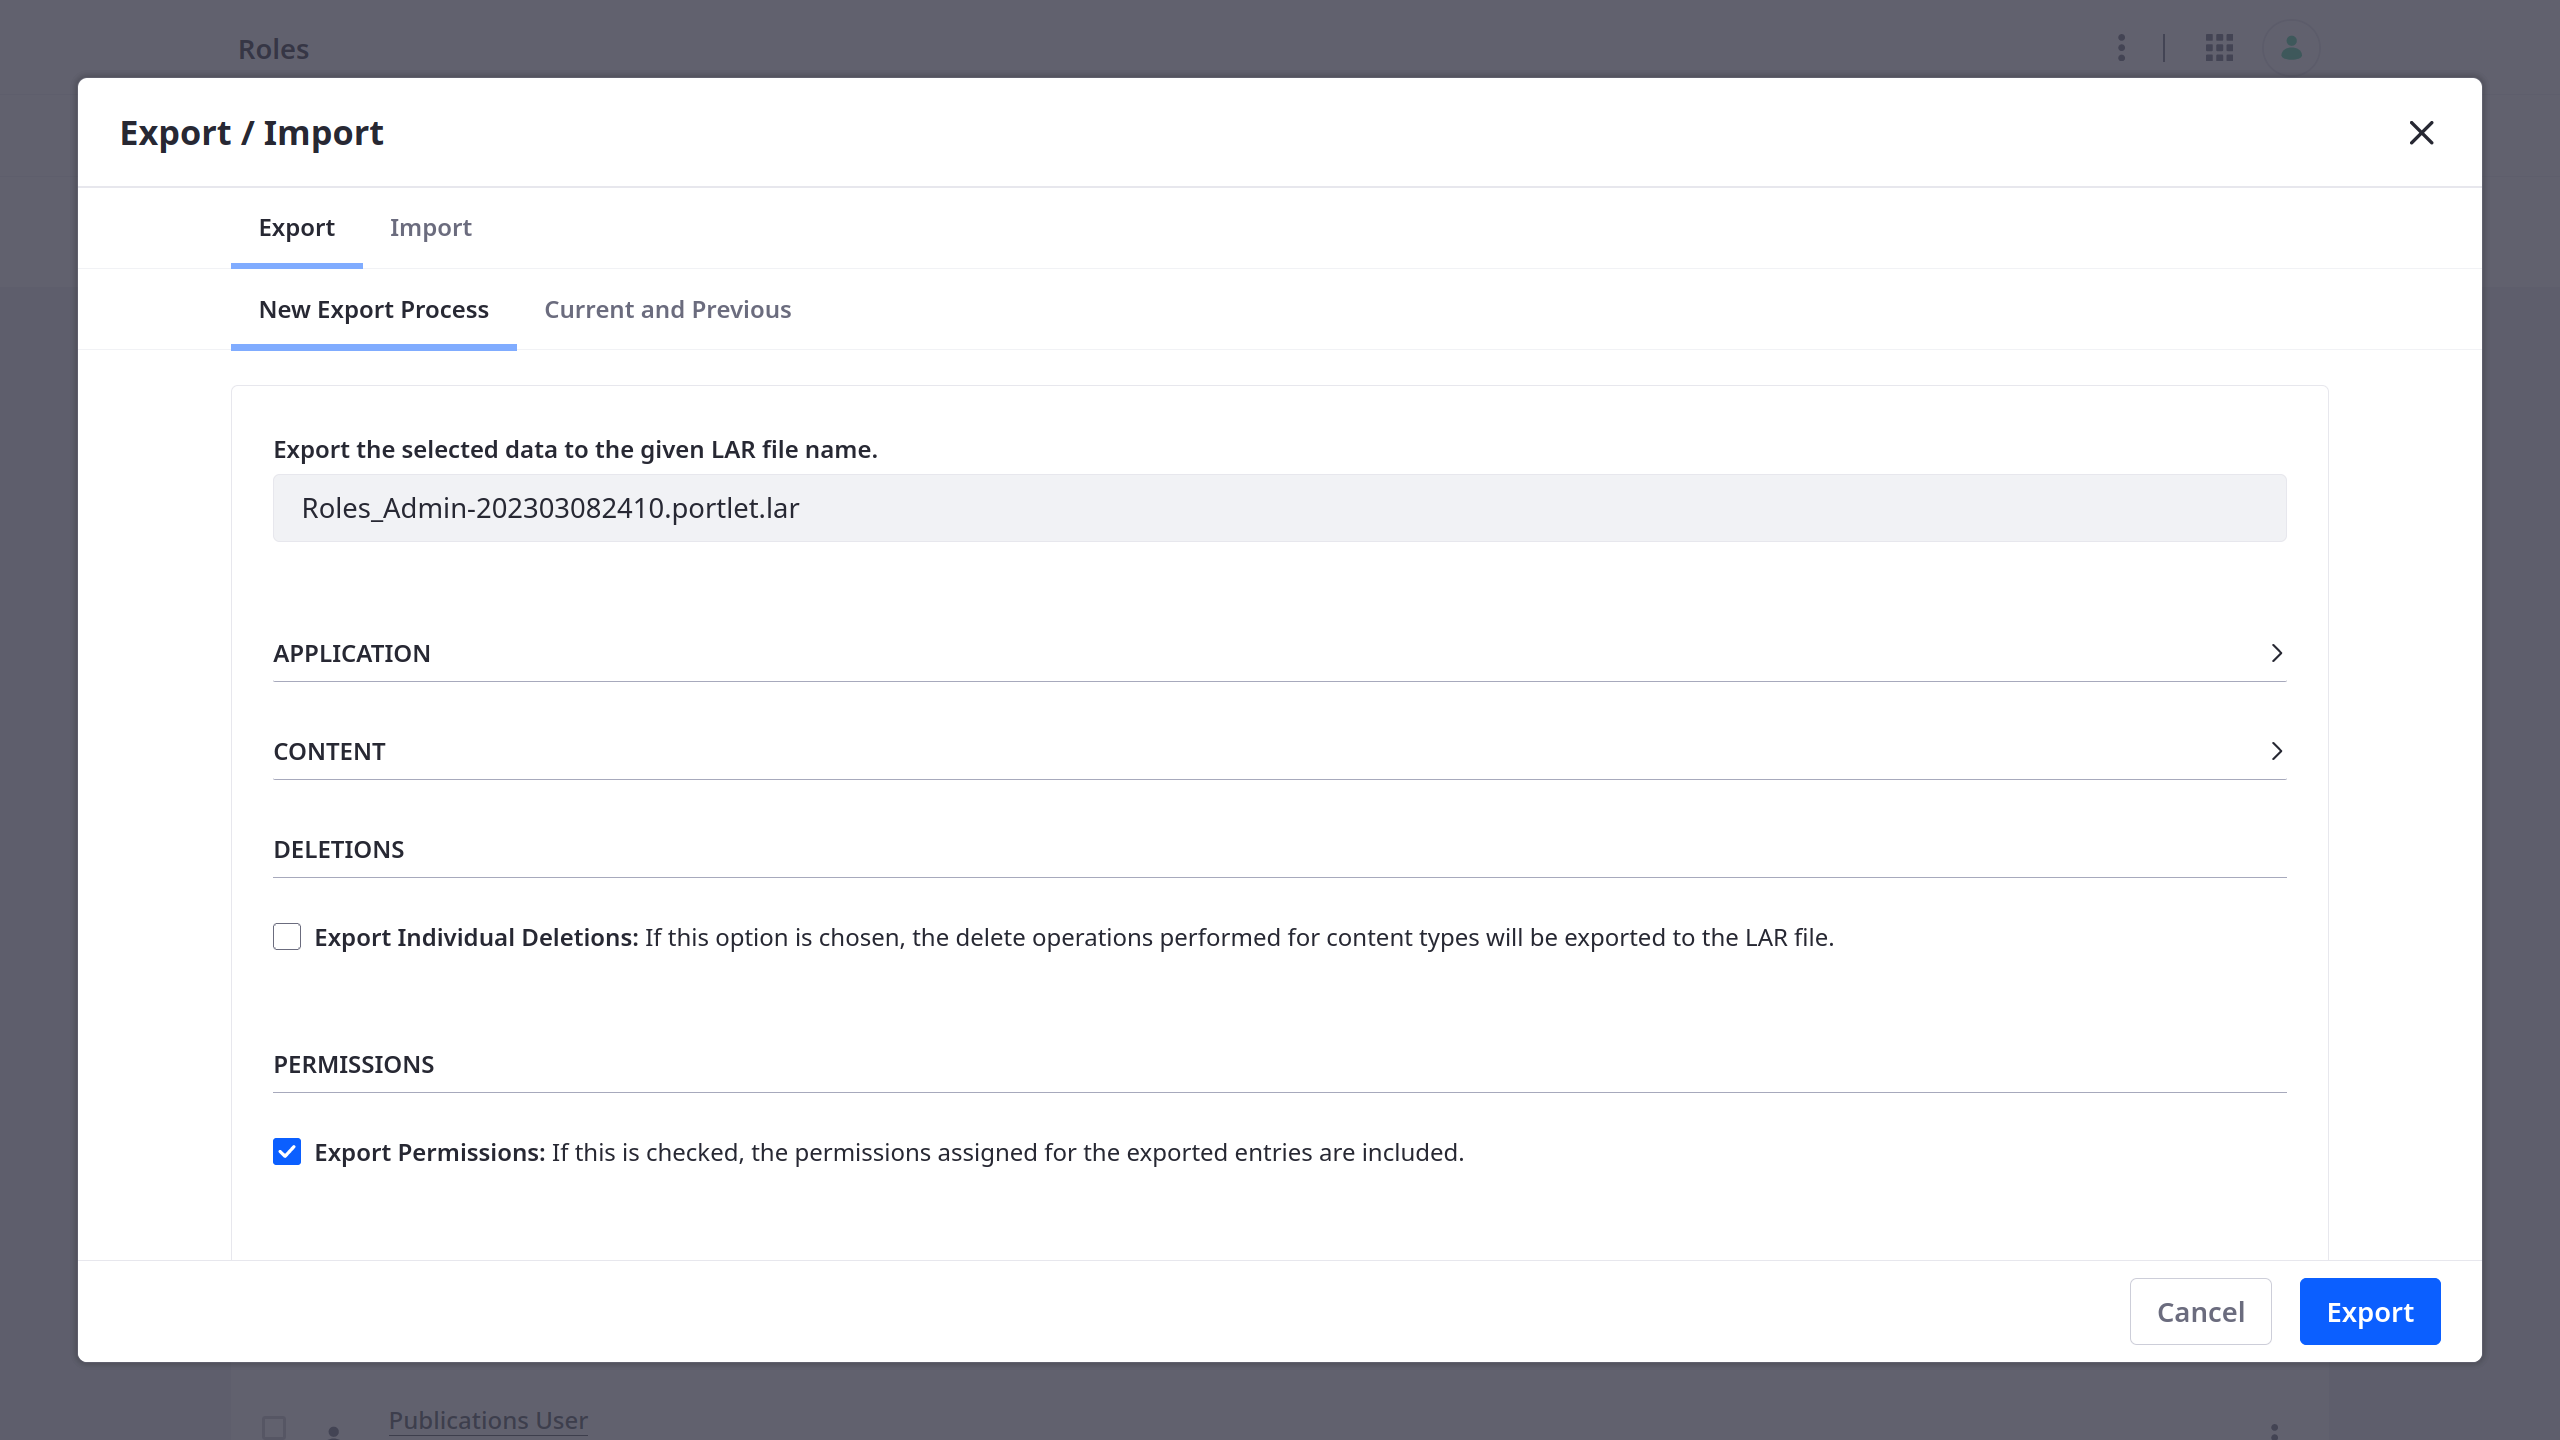 Roles
Export / Import
Export Import
New Export Process Current and Previous
Export the selected data to the given LAR file name.
Roles_Admin-202303082410.portlet.lar
APPLICATION
CONTENT
DELETIONS
Export Individual Deletions: If this option is chosen, the delete operations performed for content types will be exported to the LAR file.
PERMISSIONS
Export Permissions: If this is checked, the permissions assigned for the exported entries are included.
Cancel Export
Publications User